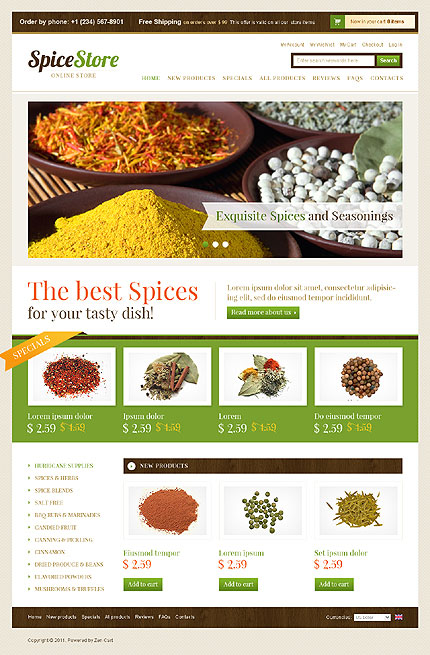 Order by phone: +1 (234) 567-8901
Free Shipping on orders over $ 99. This offer is valid on all our store items
Now in your cart 0 items
My Account My Wishlist My Cart Checkout Log In
SpiceStore
ONLINE STORE
Search
HOME NEW PRODUCTS SPECIALS ALL PRODUCTS REVIEWS FAQS CONTACTS
Exquisite Spices and Seasonings
The best Spices
for your tasty dish!
Lorem ipsum dolor sit amet, consectetur adipisic-
ing elit, sed do eiusmod tempor incididunt.
Read more about us
SPECIALS
Lorem ipsum dolor
$ 2.59 $ 4.59
Ipsum dolor
$ 2.59 $ 4.59
Lorem
$ 2.59 $ 4.59
Do eiusmod tempor
$ 2.59 $ 4.59
HURRICANE SUPPLIES
SPICES & HERBS
SPICE BLENDS
SALT FREE
BBQ RUBS & MARINADES
CANDIED FRUIT
CANNING & PICKLING
CINNAMON
DRIED PRODUCE & BEANS
FLAVORED POWDERS
MUSHROOMS & TRUFFLES
NEW PRODUCTS
Eiusmod tempor
$ 2.59
Add to cart
Lorem ipsum
$ 2.59
Add to cart
Set ipsum dolor
$ 2.59
Add to cart
Home New products Specials All products Reviews FAQs Contacts
Currencies: US Dollar
Copyright © 2011. Powered by Zen Cart